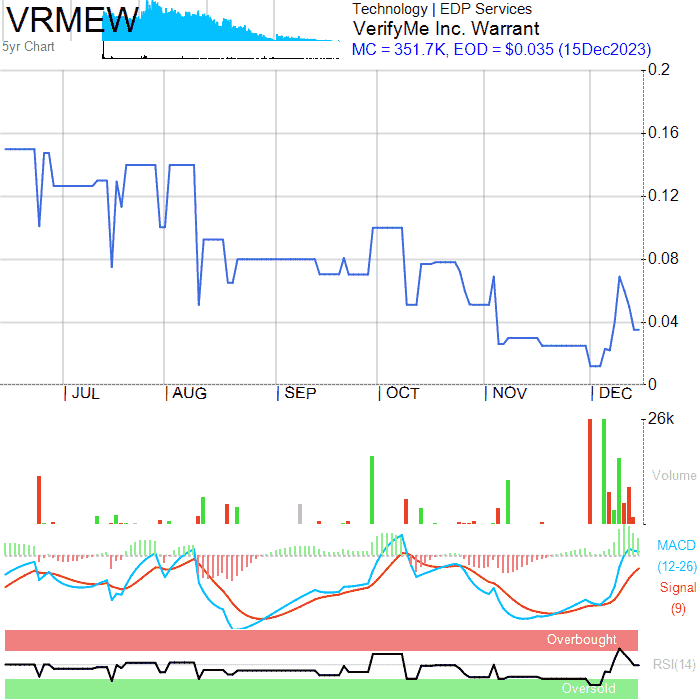 VRMEW
5yr Chart
Technology | EDP Services
VerifyMe Inc. Warrant
MC = 351.7K, EOD = $0.035 (15Dec2023)
0.2
0.16
0.12
0.08
0.04
0
JUL
AUG
SEP
OCT
NOV
DEC
26k
Volume
MACD
(12-26)
Signal
(9)
Overbought
RSI(14)
Oversold